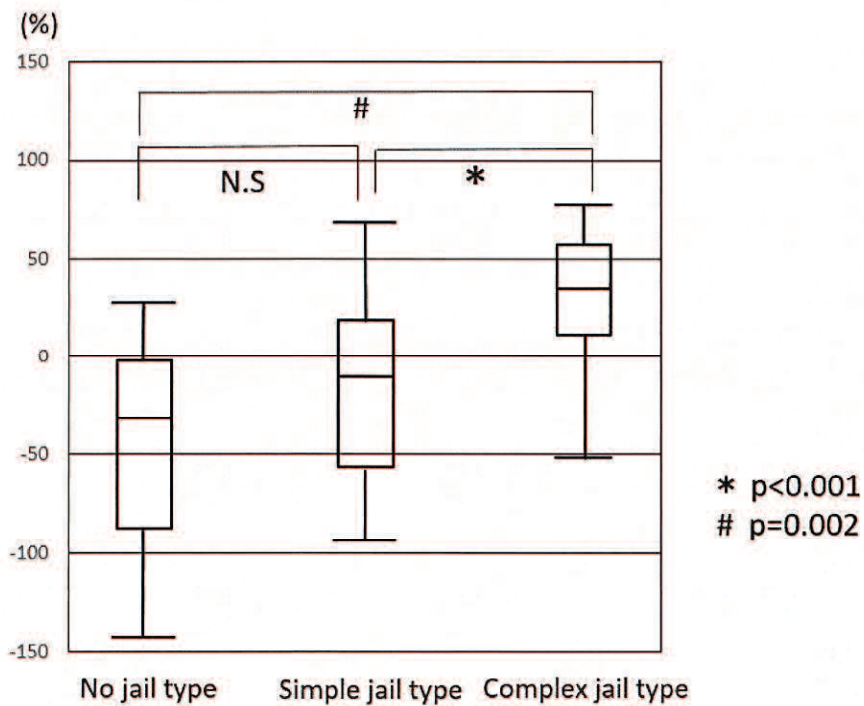 (%)
150
#
100
N.S
*
50
0
-50
* p<0.001
# p=0.002
-100
-150
No jail type
Simple jail type
Complex jail type